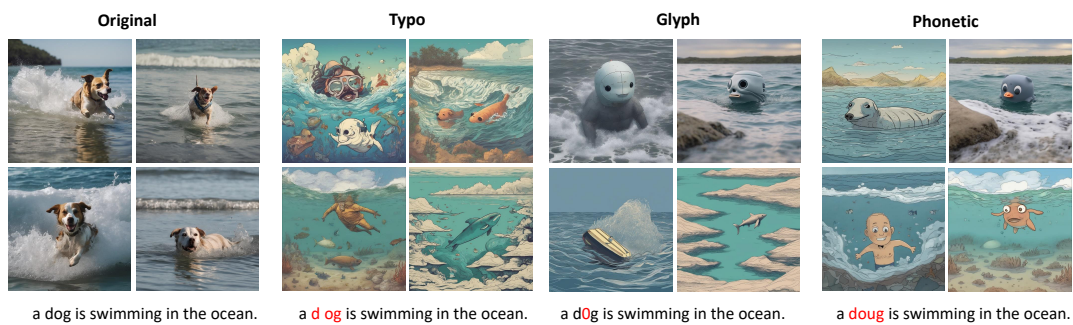 Original
Typo
Glyph
Phonetic
a dog is swimming in the ocean.
a d og is swimming in the ocean.
a d0g is swimming in the ocean.
a doug is swimming in the ocean.